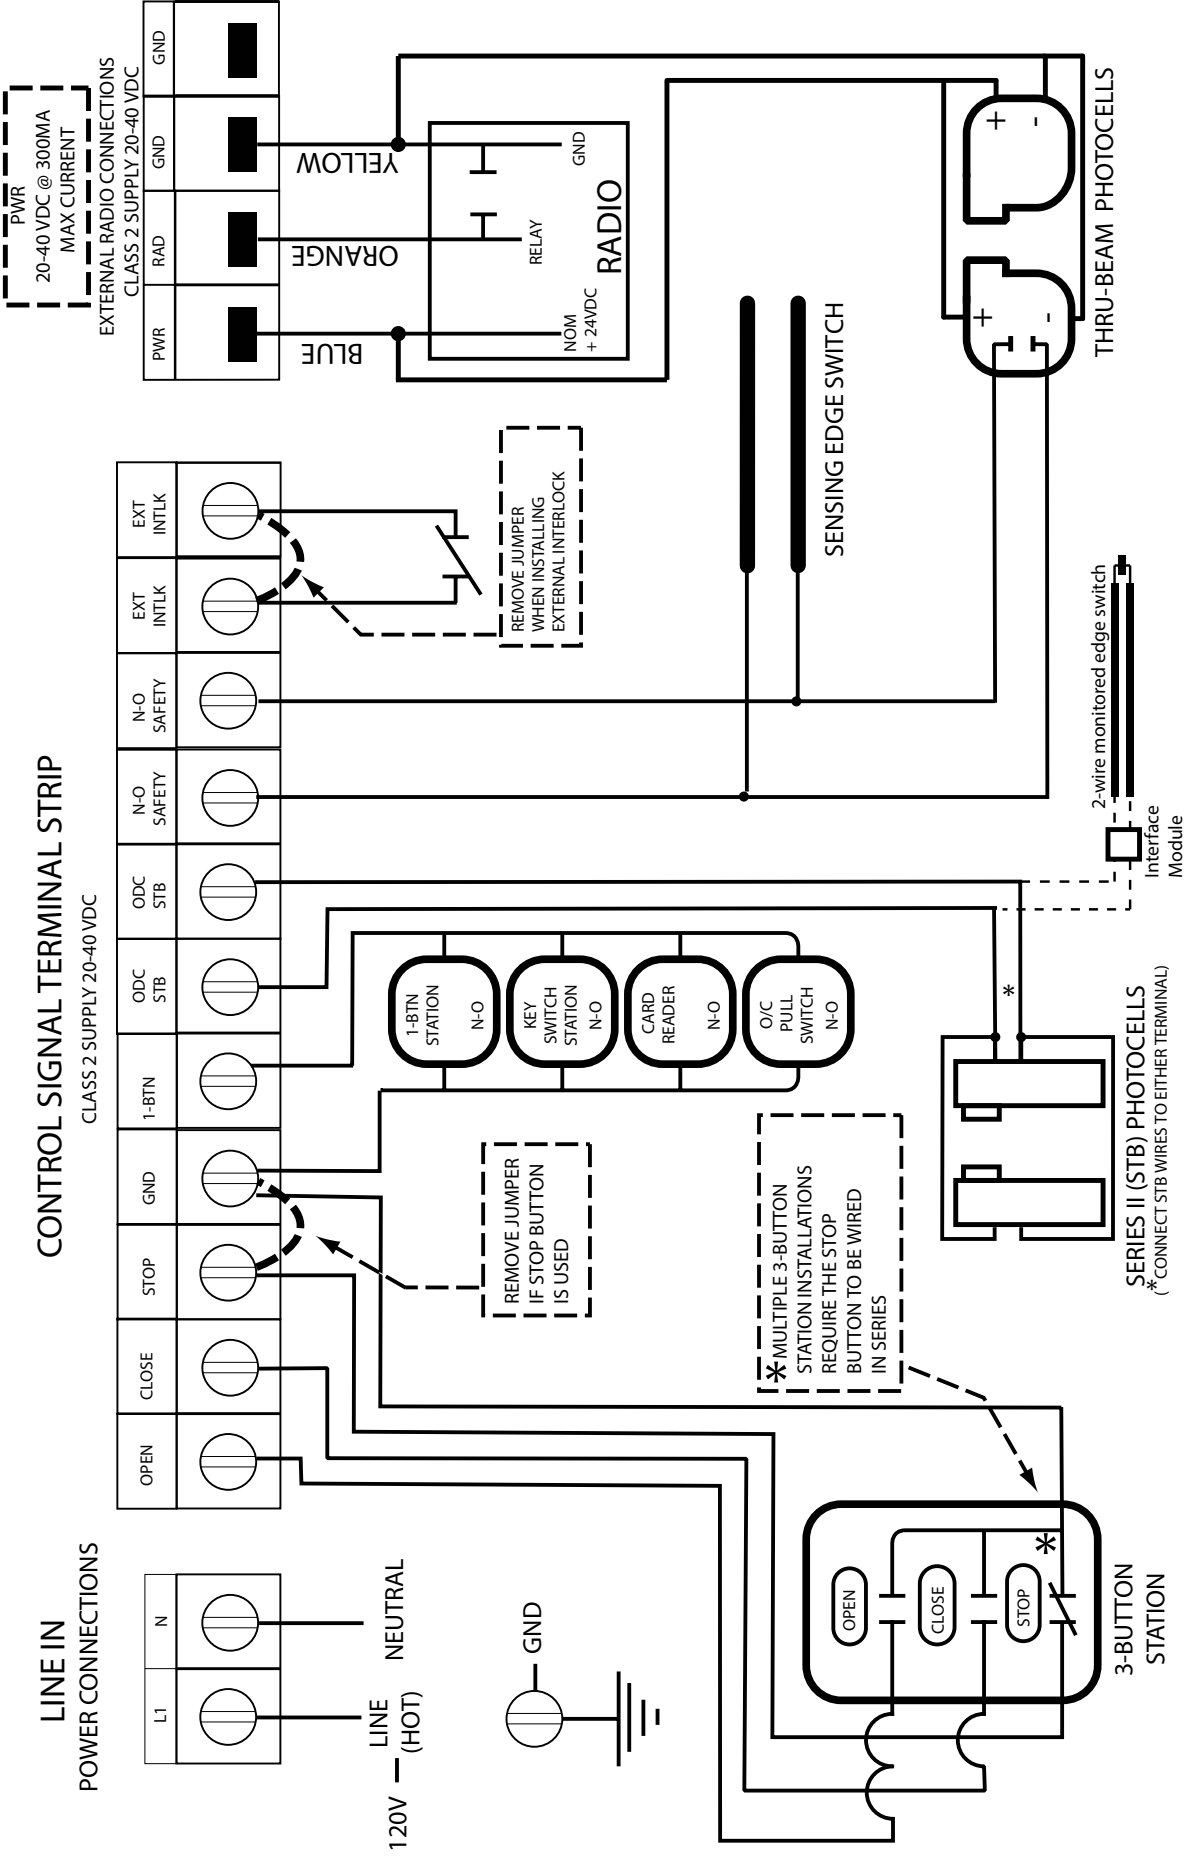 LINE IN
POWER CONNECTIONS
L1
N
120V
LINE
(HOT)
NEUTRAL
GND
CONTROL SIGNAL TERMINAL STRIP
CLASS 2 SUPPLY 20-40 VDC
OPEN
CLOSE
STOP
GND
1-BTN
ODC
STB
ODC
STB
N-O
SAFETY
N-O
SAFETY
EXT
INTLK
EXT
INTLK
PWR
20-40 VDC @ 300MA
MAX CURRENT
EXTERNAL RADIO CONNECTIONS
CLASS 2 SUPPLY 20-40 VDC
PWR
RAD
GND
GND
BLUE
ORANGE
YELLOW
NOM
+ 24VDC
RELAY
GND
RADIO
REMOVE JUMPER
WHEN INSTALLING
EXTERNAL INTERLOCK
REMOVE JUMPER
IF STOP BUTTON
IS USED
1-BTN
STATION
N-O
KEY
SWITCH
STATION
N-O
CARD
READER
N-O
O/C
PULL
SWITCH
N-O
*MULTIPLE 3-BUTTON
STATION INSTALLATIONS
REQUIRE THE STOP
BUTTON TO BE WIRED
IN SERIES
OPEN
CLOSE
STOP
*
3-BUTTON
STATION
*
SERIES II (STB) PHOTOCELLS
(*CONNECT STB WIRES TO EITHER TERMINAL)
Interface
Module
2-wire monitored edge switch
SENSING EDGE SWITCH
+
-
+
-
THRU-BEAM PHOTOCELLS